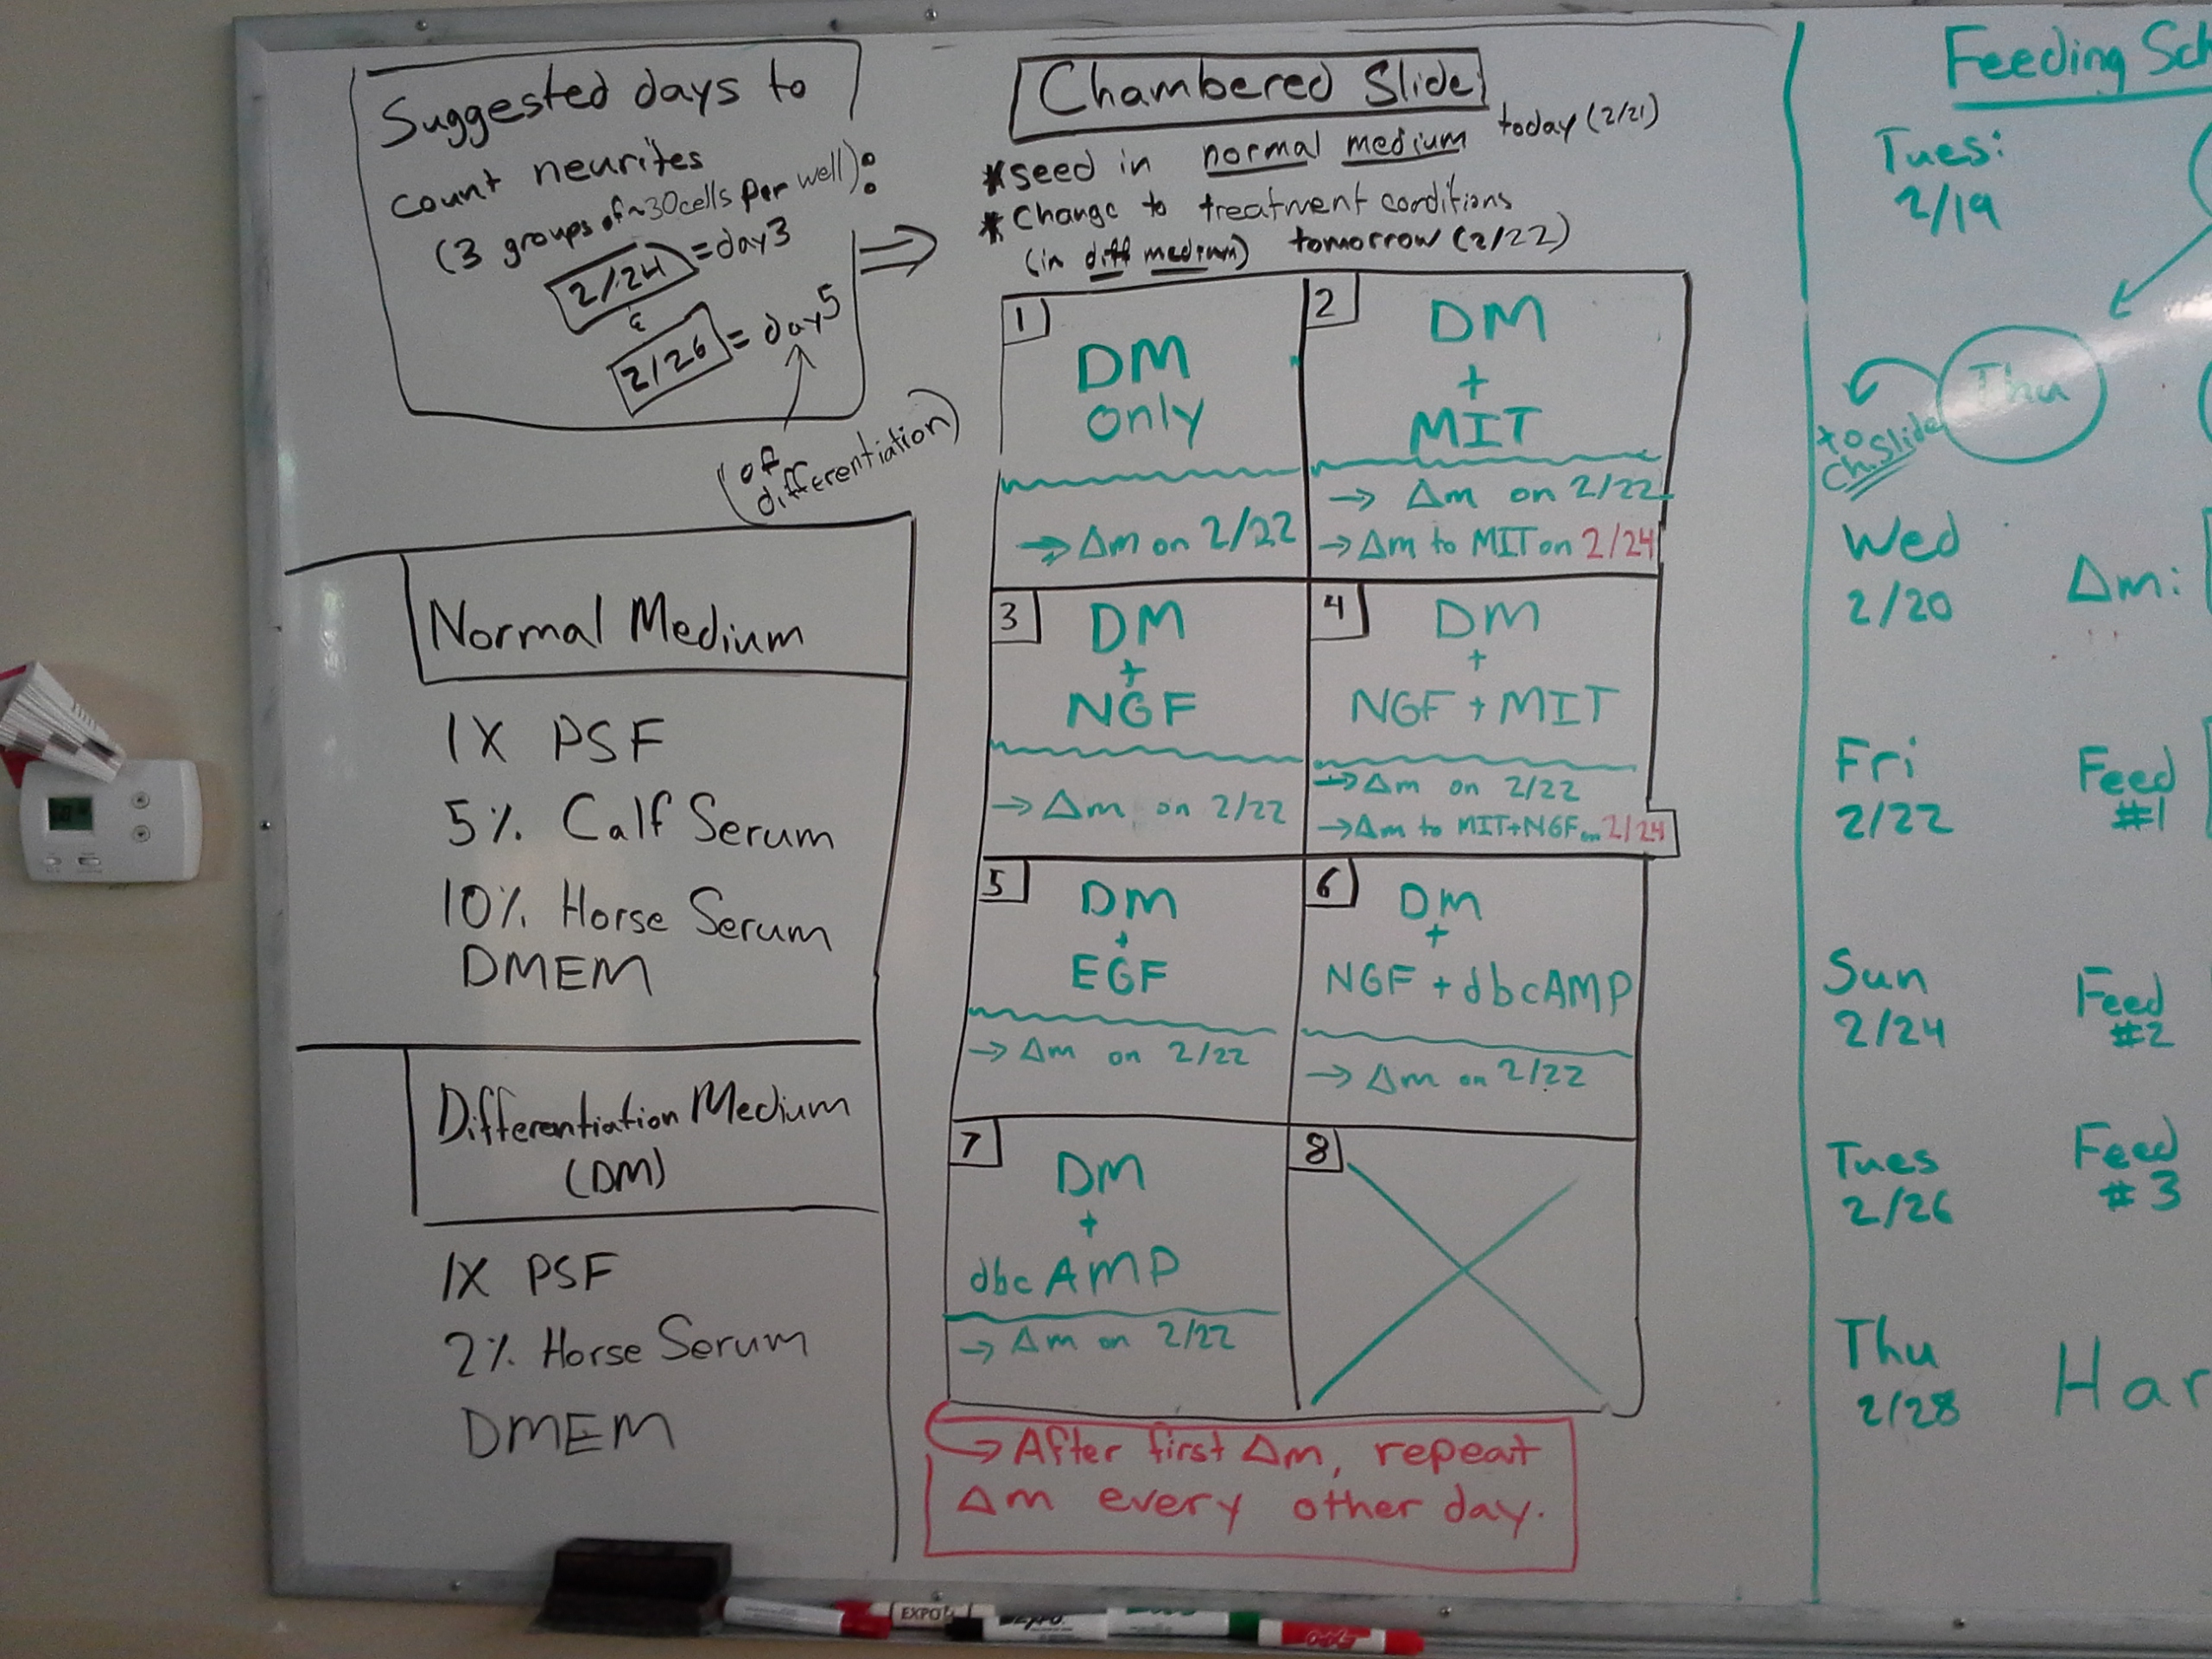 Suggested days to
count neurites
(3 groups of ~30cells per well):
2/24 = day3
&
2/26 = day5
(of
differentiation)
Normal Medium
1X PSF
5% Calf Serum
10% Horse Serum
DMEM
Differentiation Medium
(DM)
1X PSF
2% Horse Serum
DMEM
Chambered Slide
*seed in normal medium today (2/21)
*Change to treatment conditions
(in diff medium) tomorrow (2/22)
1
DM
only
→ Δm on 2/22
2
DM
+
MIT
→ Δm on 2/22
→ Δm to MIT on 2/24
3
DM
+
NGF
→ Δm on 2/22
4
DM
+
NGF + MIT
→ Δm on 2/22
→ Δm to MIT+NGF on 2/24
5
DM
+
EGF
→ Δm on 2/22
6
DM
+
NGF + dbcAMP
→ Δm on 2/22
7
DM
+
dbcAMP
→ Δm on 2/22
8
→ After first Δm, repeat
Δm every other day.
Feeding Sch
Tues:
2/19
Thu
to
Ch.Slide
Wed
2/20
Δm:
Fri
2/22
Feed
#1
Sun
2/24
Feed
#2
Tues
2/26
Feed
#3
Thu
2/28
Har
EXPO